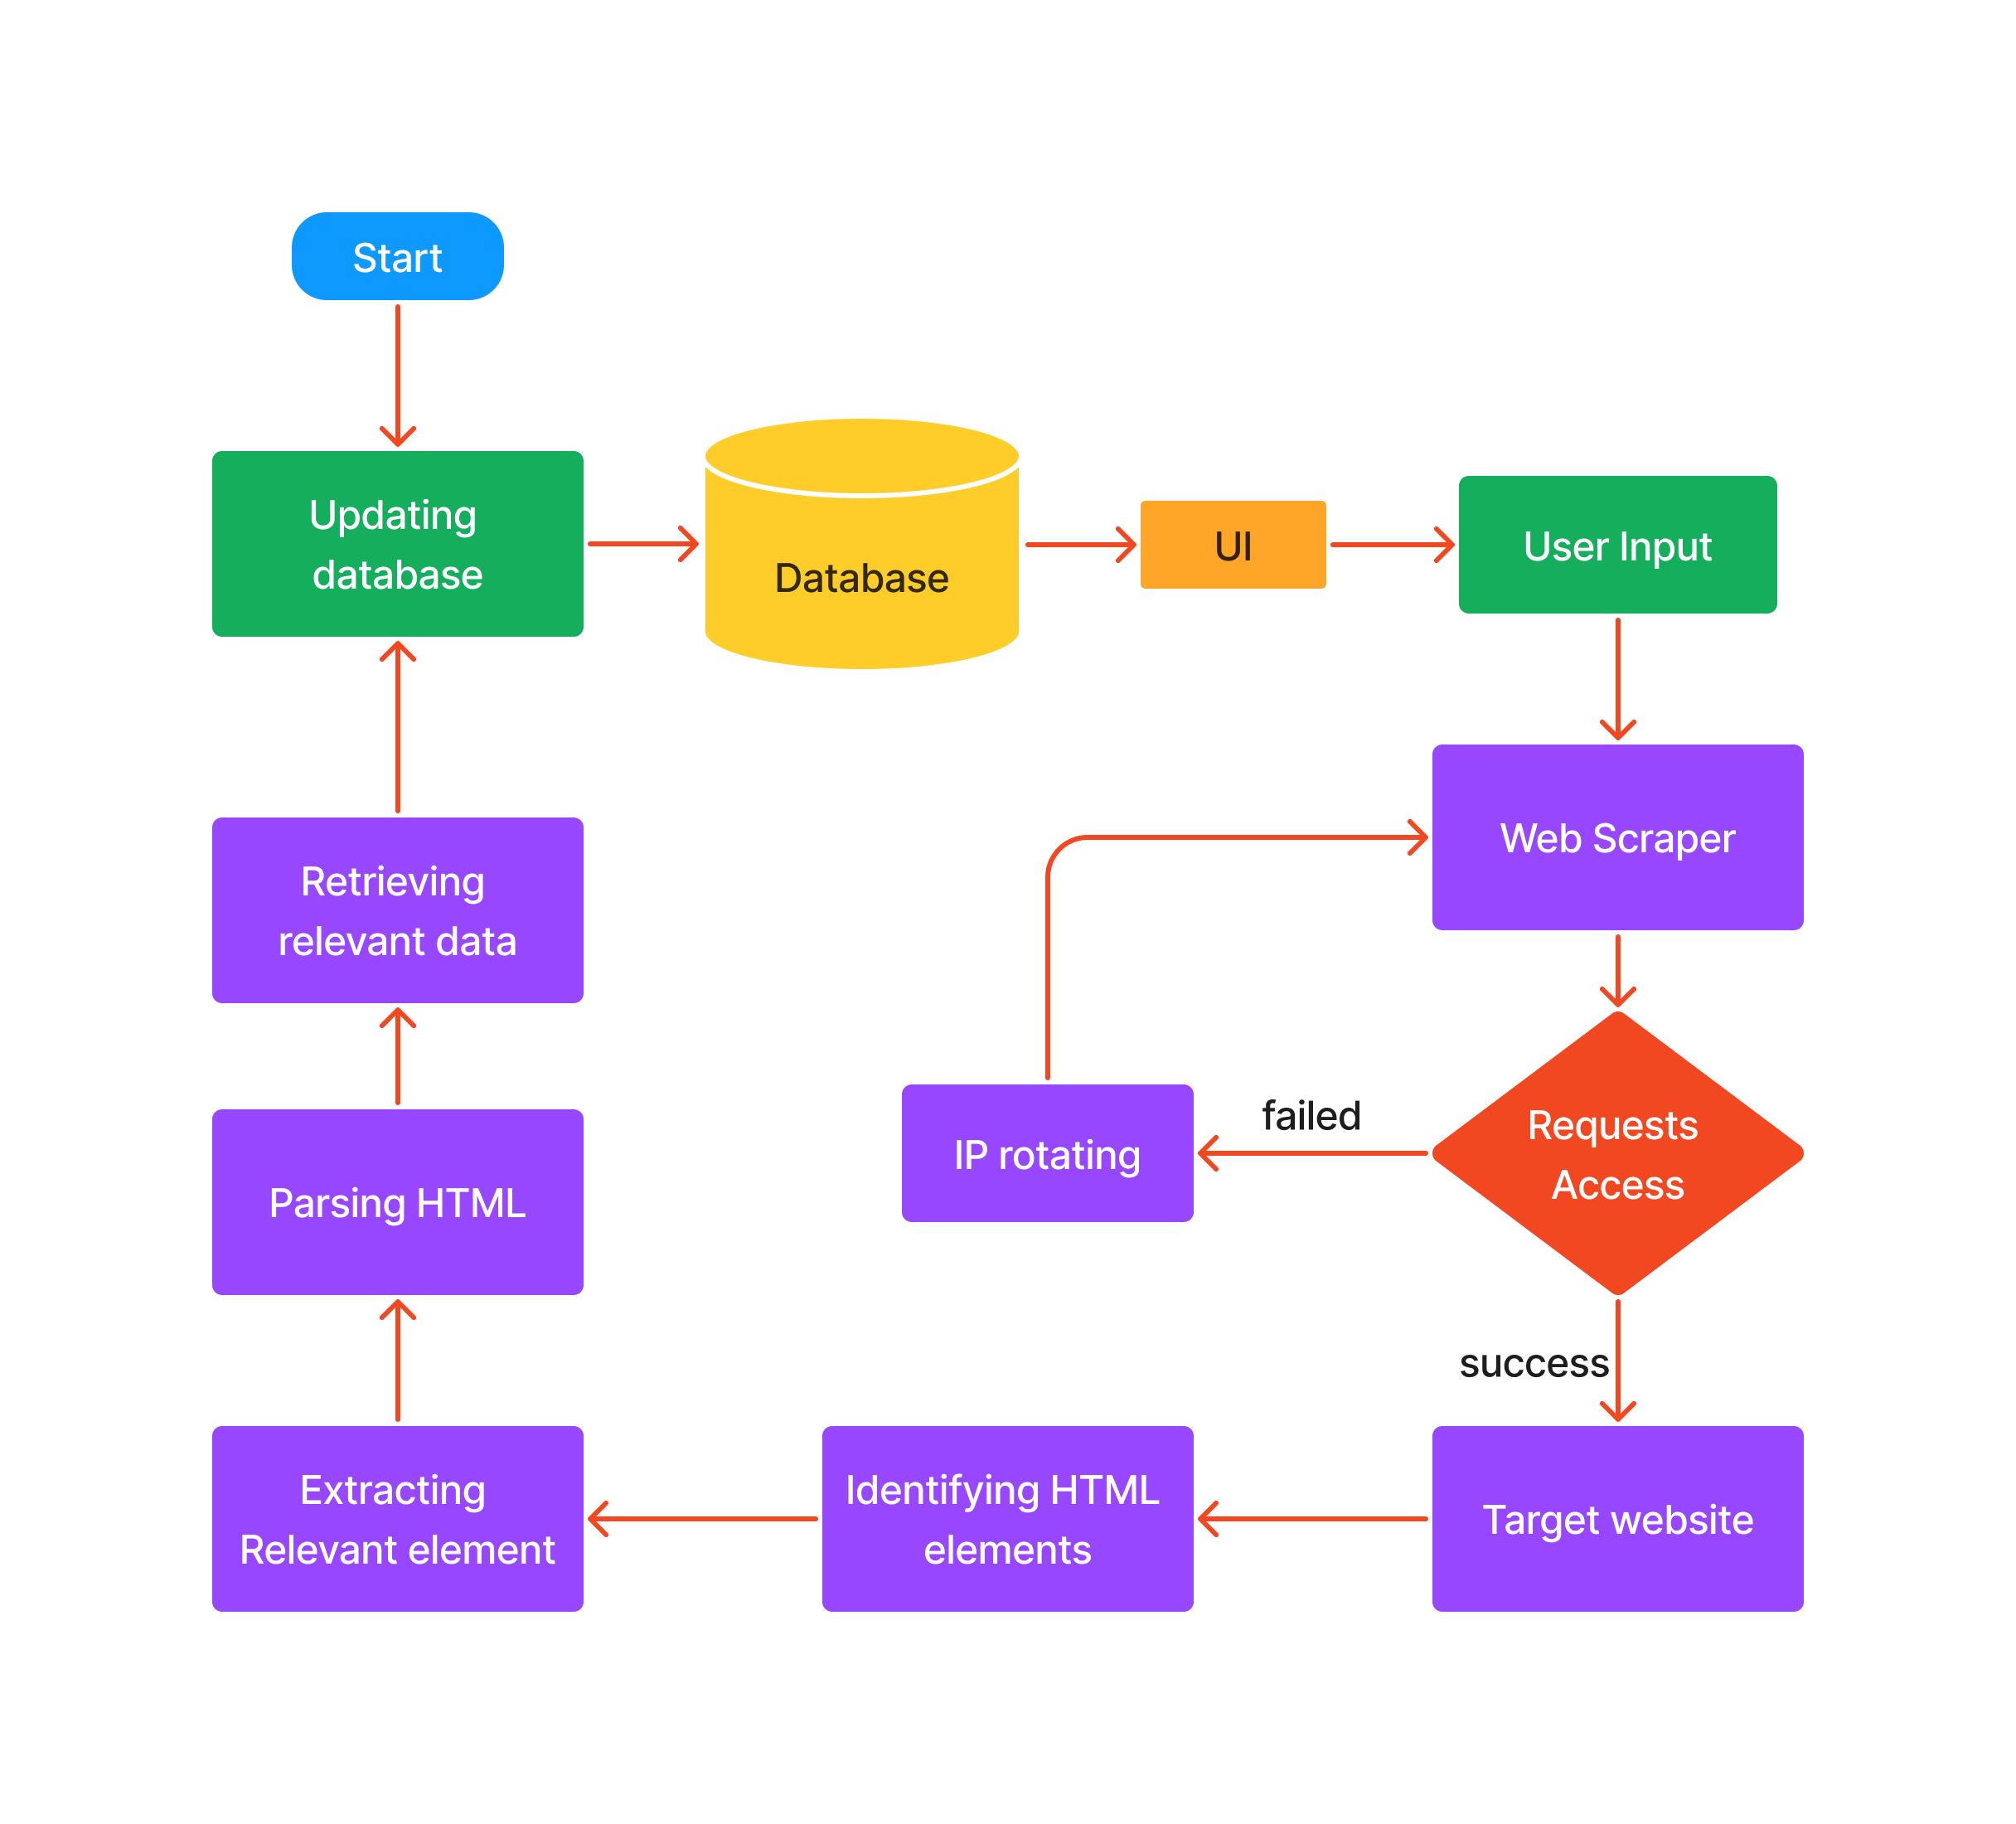 Start
Updating
database
Database
UI
User Input
Web Scraper
Retrieving
relevant data
Requests
Access
failed
IP rotating
Parsing HTML
success
Target website
Identifying HTML
elements
Extracting
Relevant element